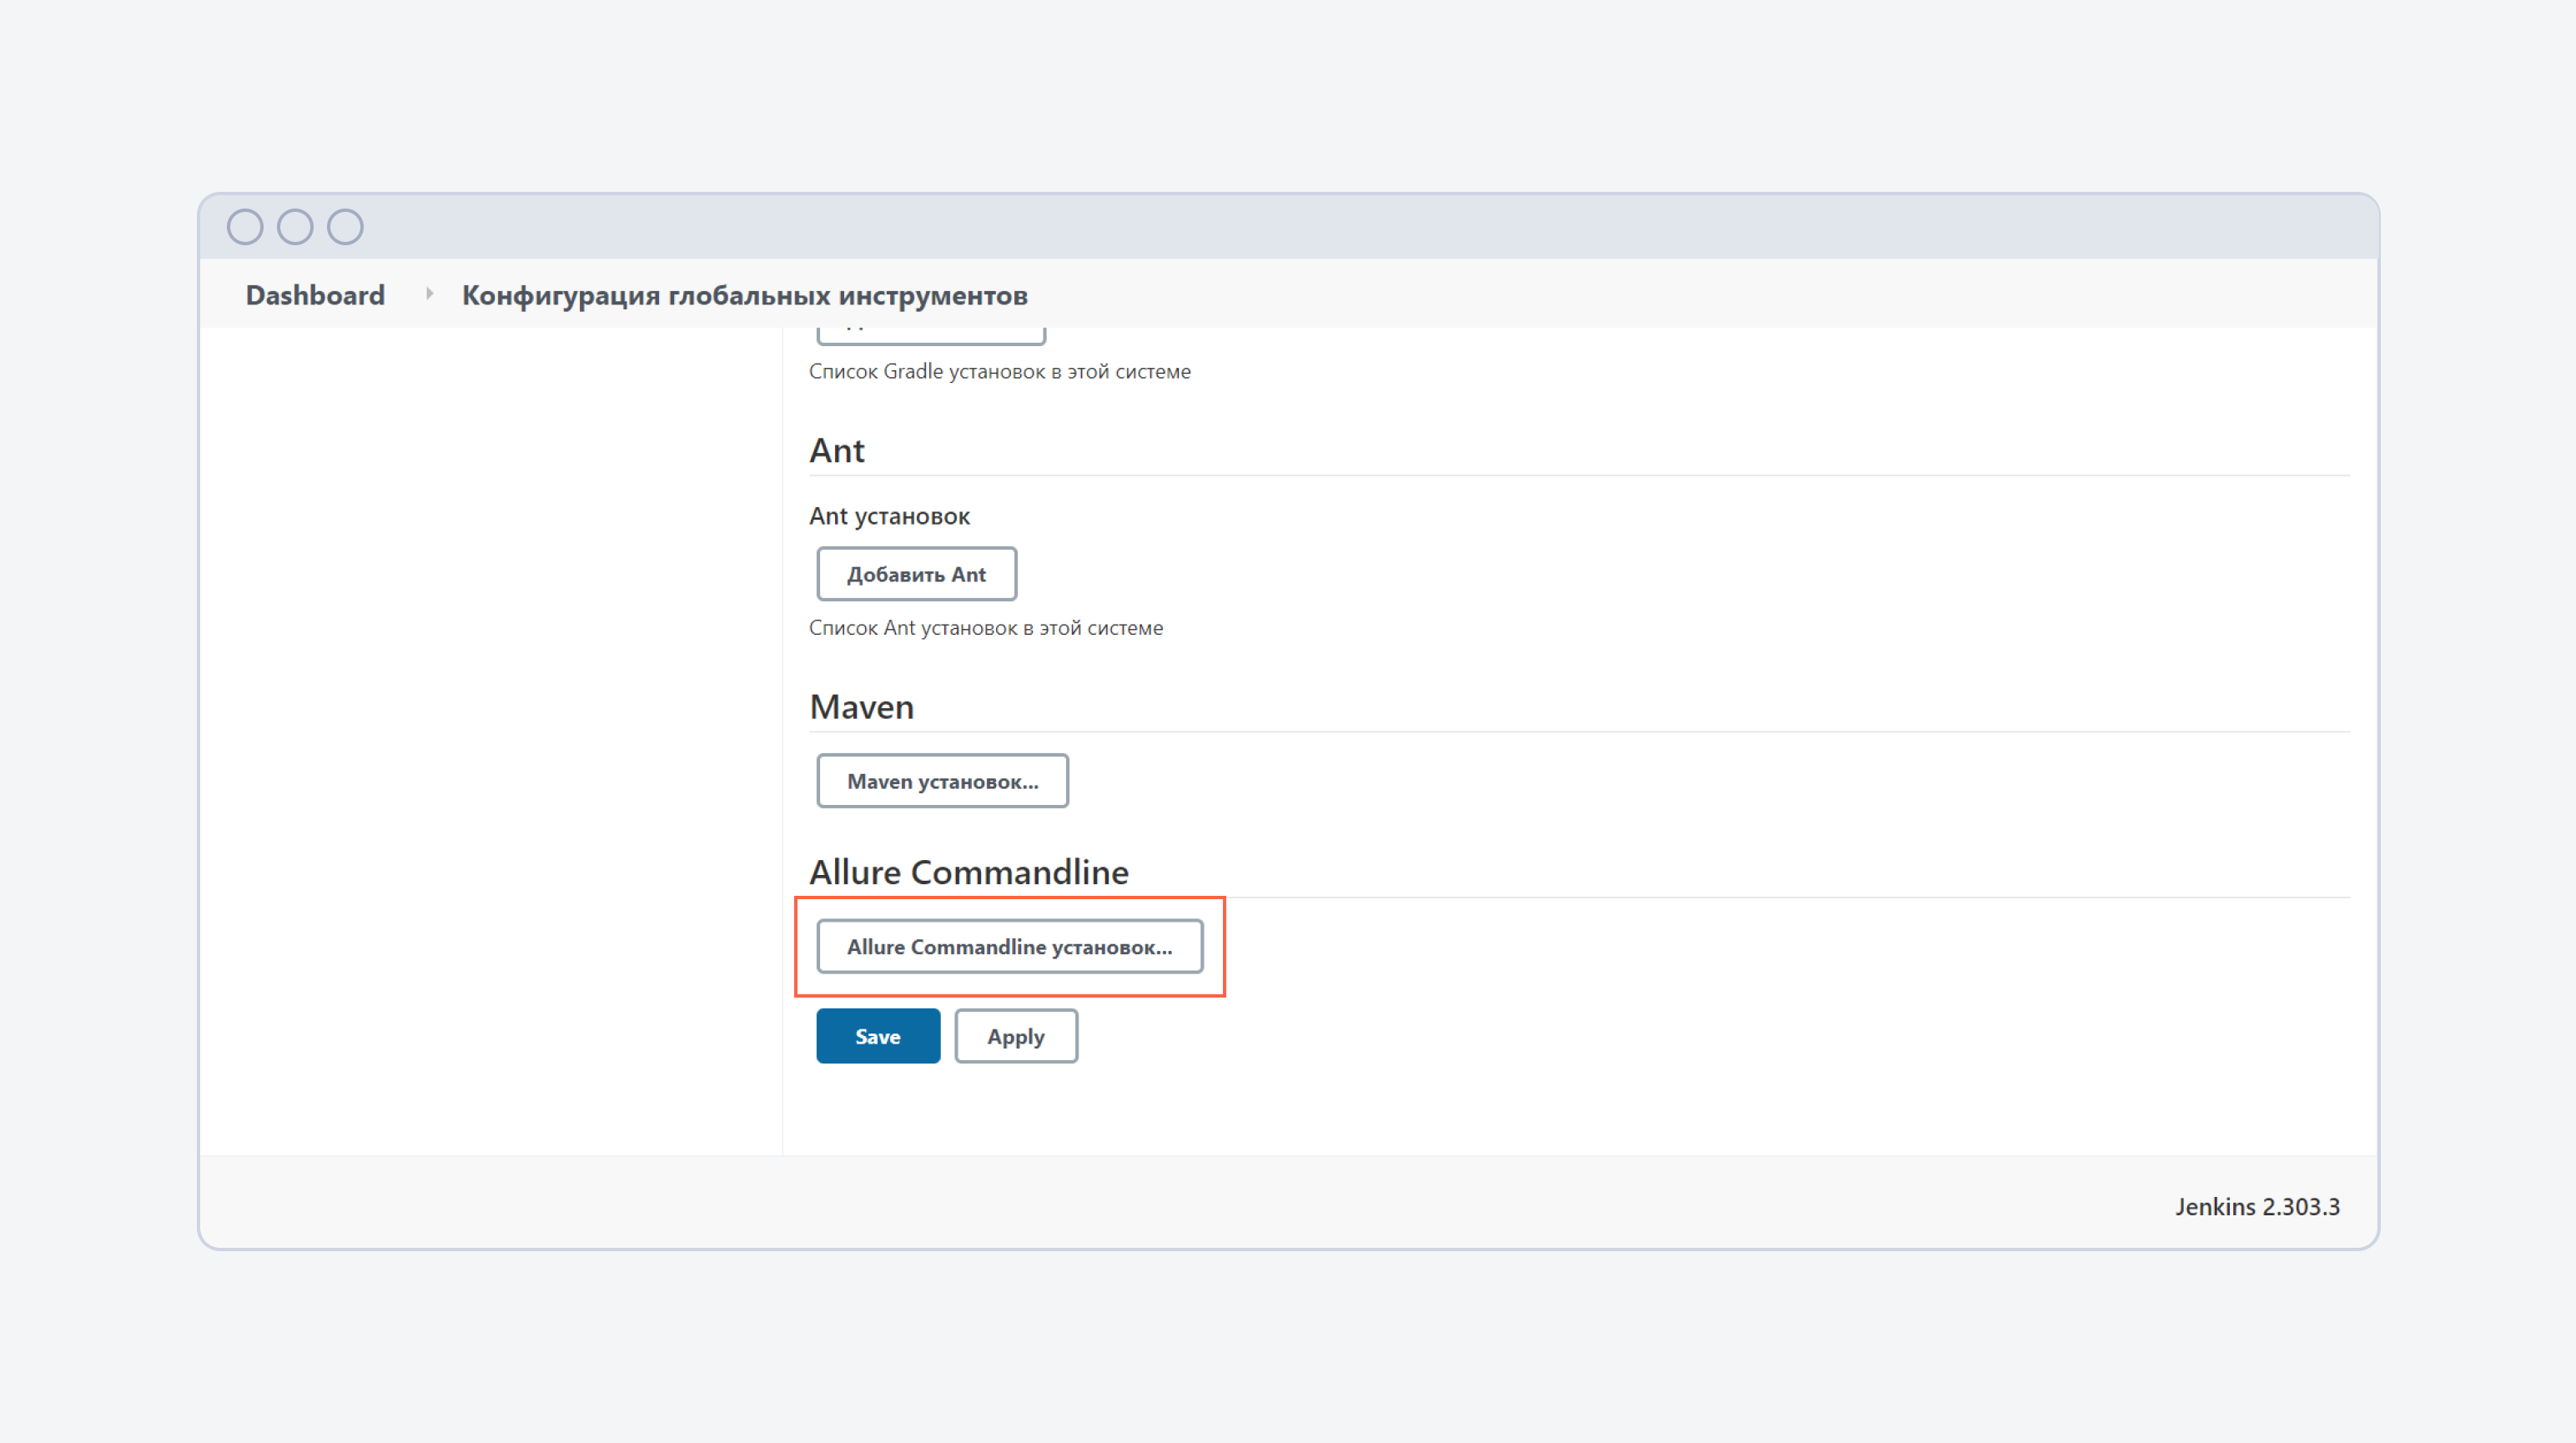 Dashboard
Конфигурация глобальных инструментов
Список Gradle установок в этой системе
Ant
Ant установок
Добавить Ant
Список Ant установок в этой системе
Maven
Maven установок...
Allure Commandline
Allure Commandline установок...
Save
Apply
Jenkins 2.303.3